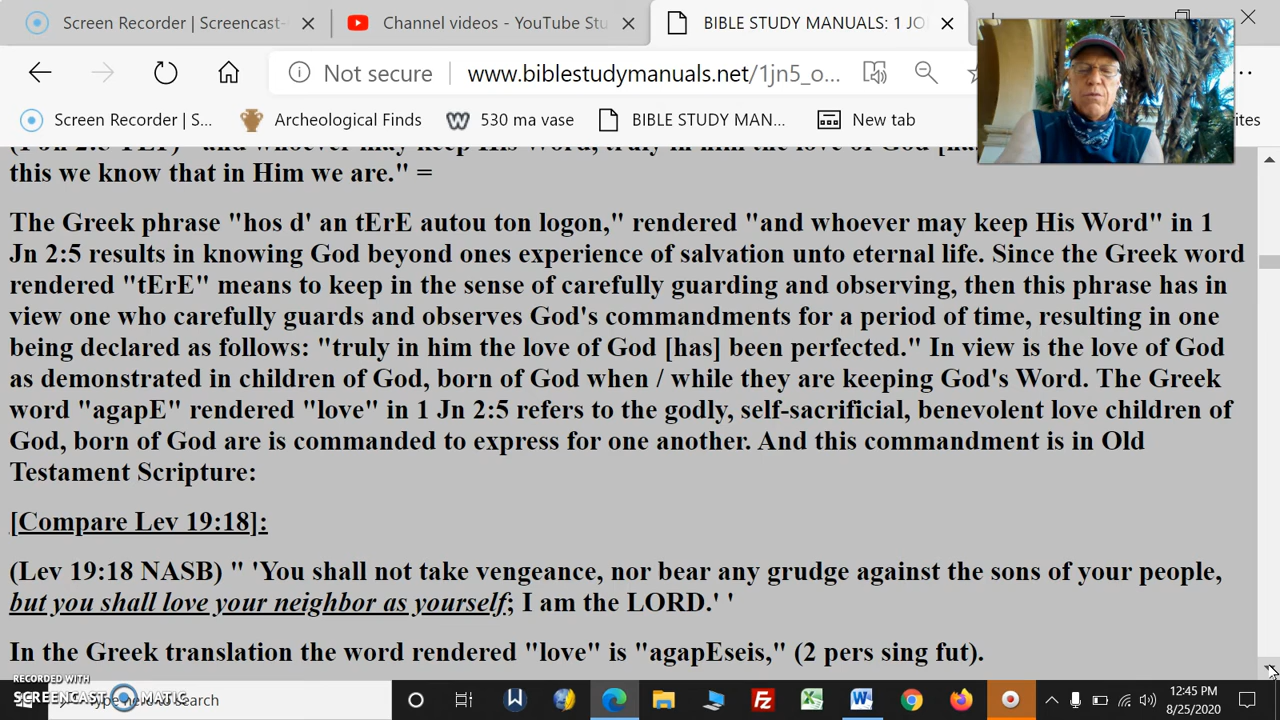 Screen Recorder | Screencast-
Channel videos - YouTube Stu
BIBLE STUDY MANUALS: 1 JO
Not secure
www.biblestudymanuals.net/1jn5_o...
Screen Recorder | S...
Archeological Finds
530 ma vase
BIBLE STUDY MAN...
New tab
this we know that in Him we are." =
The Greek phrase "hos d' an tErE autou ton logon," rendered "and whoever may keep His Word" in 1
Jn 2:5 results in knowing God beyond ones experience of salvation unto eternal life. Since the Greek word
rendered "tErE" means to keep in the sense of carefully guarding and observing, then this phrase has in
view one who carefully guards and observes God's commandments for a period of time, resulting in one
being declared as follows: "truly in him the love of God [has] been perfected." In view is the love of God
as demonstrated in children of God, born of God when / while they are keeping God's Word. The Greek
word "agapE" rendered "love" in 1 Jn 2:5 refers to the godly, self-sacrificial, benevolent love children of
God, born of God are is commanded to express for one another. And this commandment is in Old
Testament Scripture:
[Compare Lev 19:18]:
(Lev 19:18 NASB) " 'You shall not take vengeance, nor bear any grudge against the sons of your people,
but you shall love your neighbor as yourself; I am the LORD.' '
In the Greek translation the word rendered "love" is "agapEseis," (2 pers sing fut).
RECORDED WITH
SCREENCAST MATIC
to search
12:45 PM
8/25/2020